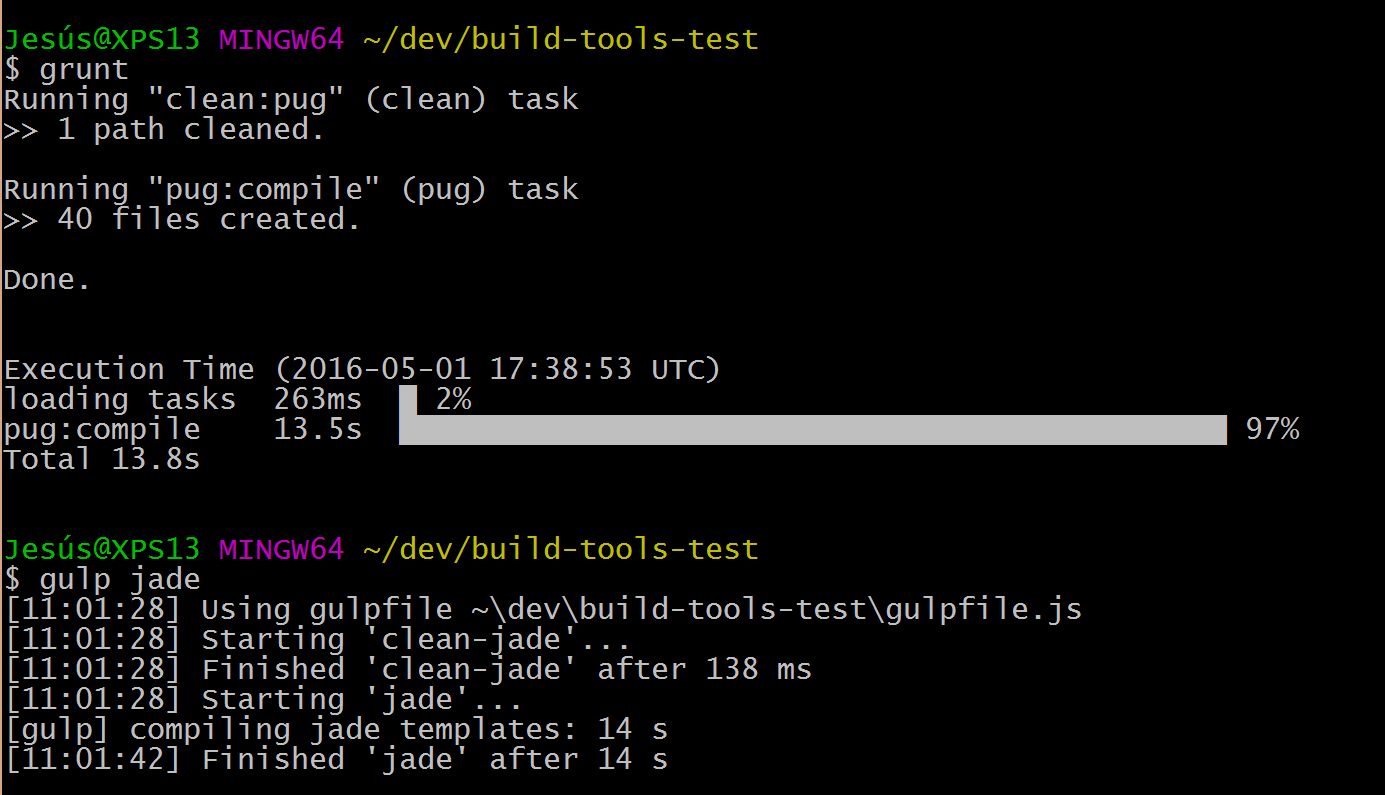 Jesús@XPS13 MINGW64 ~/dev/build-tools-test
$ grunt
Running "clean:pug" (clean) task
>> 1 path cleaned.
Running "pug:compile" (pug) task
>> 40 files created.
Done.
Execution Time (2016-05-01 17:38:53 UTC)
loading tasks 263ms 2%
pug:compile 13.5s 97%
Total 13.8s
Jesús@XPS13 MINGW64 ~/dev/build-tools-test
$ gulp jade
[11:01:28] Using gulpfile ~\dev\build-tools-test\gulpfile.js
[11:01:28] Starting 'clean-jade'...
[11:01:28] Finished 'clean-jade' after 138 ms
[11:01:28] Starting 'jade'...
[gulp] compiling jade templates: 14 s
[11:01:42] Finished 'jade' after 14 s